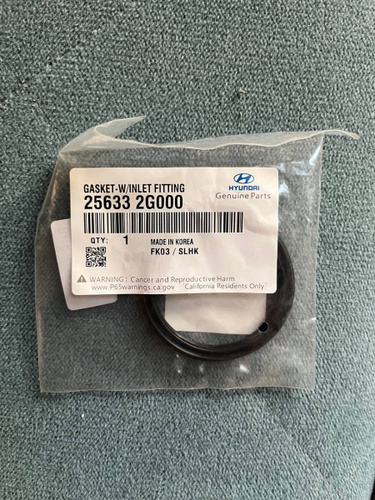 GASKET-W/INLET FITTING
25633 2G000
HYUNDAI
Genuine Parts
QTY: 1
MADE IN KOREA
FK03 / SLHK
WARNING: Cancer and Reproductive Harm
www.P65warnings.ca.gov "California Residents Only"